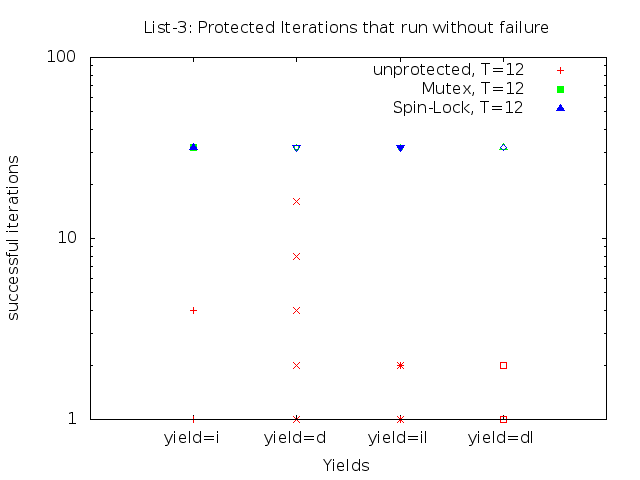 List-3: Protected Iterations that run without failure
100
unprotected, T=12
Mutex, T=12
Spin-Lock, T=12
successful iterations
10
1
yield=i yield=d yield=il yield=dl
Yields